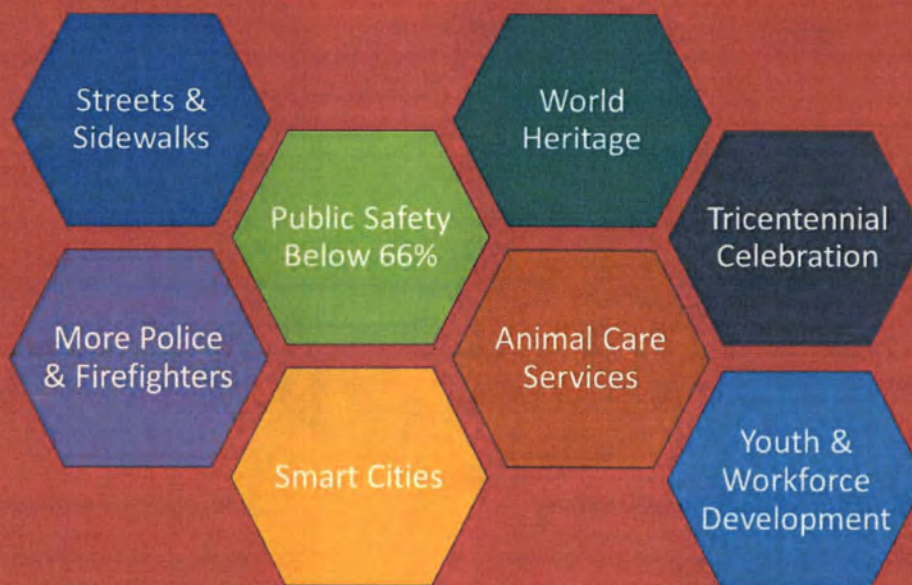 Streets &
Sidewalks
World
Heritage
Public Safety
Below 66%
Tricentennial
Celebration
More Police
& Firefighters
Animal Care
Services
Smart Cities
Youth &
Workforce
Development